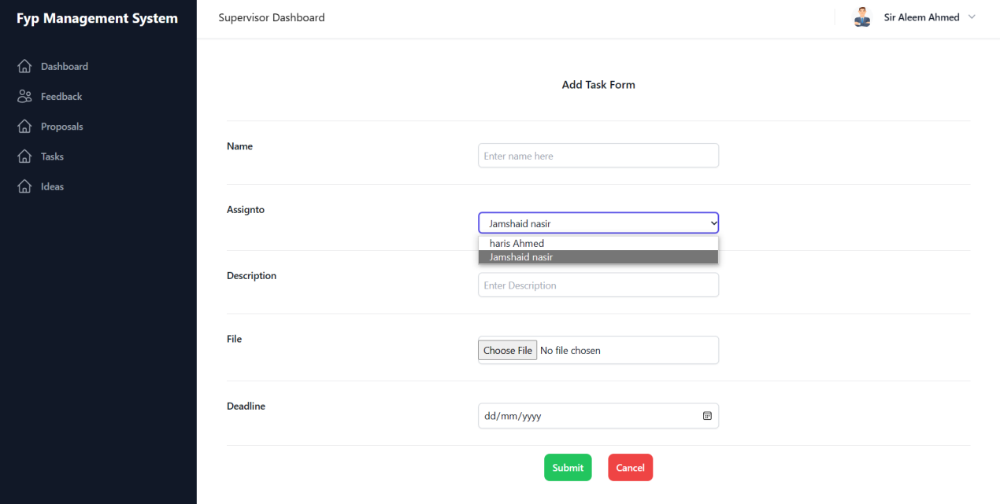 Fyp Management System
Supervisor Dashboard
Sir Aleem Ahmed
Dashboard
Feedback
Proposals
Tasks
Ideas
Add Task Form
Name
Enter name here
Assignto
Jamshaid nasir
haris Ahmed
Jamshaid nasir
Description
Enter Description
File
Choose File No file chosen
Deadline
dd/mm/yyyy
Submit
Cancel